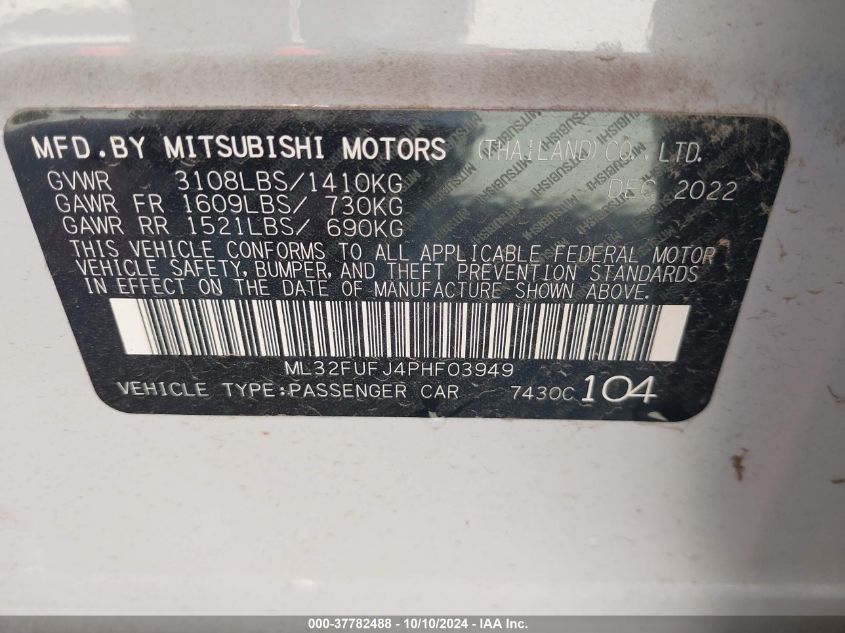 MFD.BY MITSUBISHI MOTORS (THAILAND) CO., LTD.
GVWR 3108LBS/1410KG DEC 2022
GAWR FR 1609LBS/ 730KG
GAWR RR 1521LBS/ 690KG
THIS VEHICLE CONFORMS TO ALL APPLICABLE FEDERAL MOTOR
VEHICLE SAFETY, BUMPER, AND THEFT PREVENTION STANDARDS
IN EFFECT ON THE DATE OF MANUFACTURE SHOWN ABOVE.
ML32FUFJ4PHF03949
VEHICLE TYPE:PASSENGER CAR 7430C 104
000-37782488 - 10/10/2024 - IAA Inc.